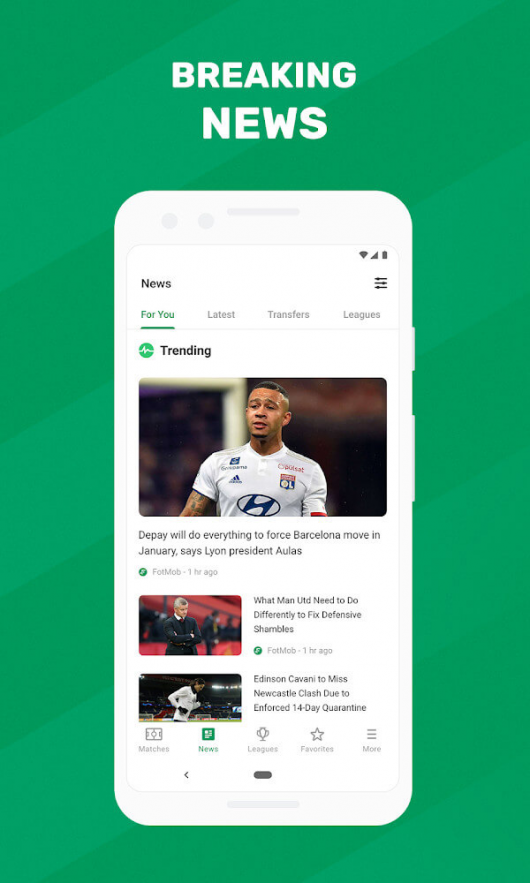 BREAKING
NEWS
News
For You Latest Transfers Leagues
Trending
Cipulsat
HYUNDAI
Depay will do everything to force Barcelona move in
January, says Lyon president Aulas
FotMob - 1 hr ago
What Man Utd Need to Do
Differently to Fix Defensive
Shambles
FotMob - 1 hr ago
Edinson Cavani to Miss
Newcastle Clash Due to
Enforced 14-Day Quarantine
Matches News Leagues Favorites More